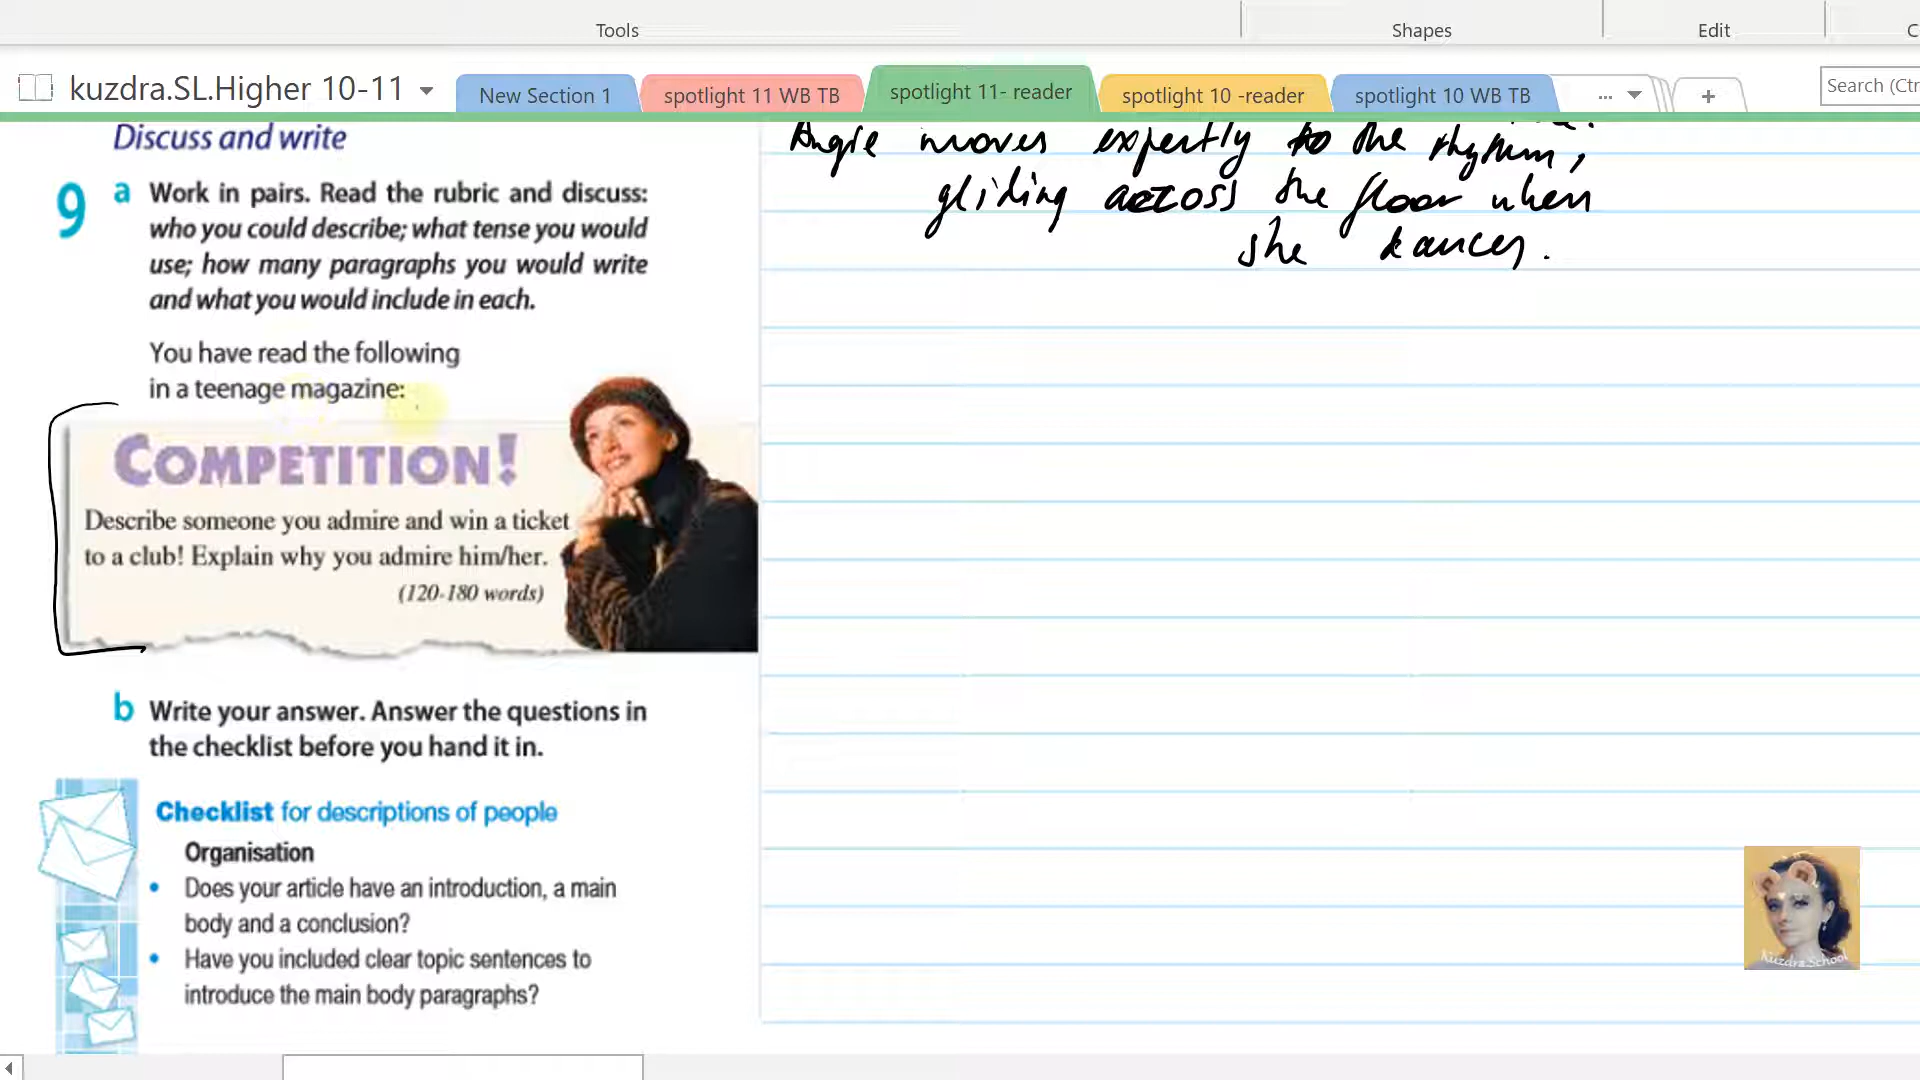 Tools
Shapes
Edit
kuzdra.SL.Higher 10-11
New Section 1
spotlight 11 WB TB
spotlight 11- reader
spotlight 10 -reader
spotlight 10 WB TB
...
+
Search (Ctr
Discuss and write
9 a Work in pairs. Read the rubric and discuss:
who you could describe; what tense you would
use; how many paragraphs you would write
and what you would include in each.
You have read the following
in a teenage magazine:
COMPETITION!
Describe someone you admire and win a ticket
to a club! Explain why you admire him/her.
(120-180 words)
b Write your answer. Answer the questions in
the checklist before you hand it in.
Checklist for descriptions of people
Organisation
• Does your article have an introduction, a main
body and a conclusion?
• Have you included clear topic sentences to
introduce the main body paragraphs?
Angie moves expertly to the rhythm,
gliding across the floor when
she dances.
Kuzdra.School